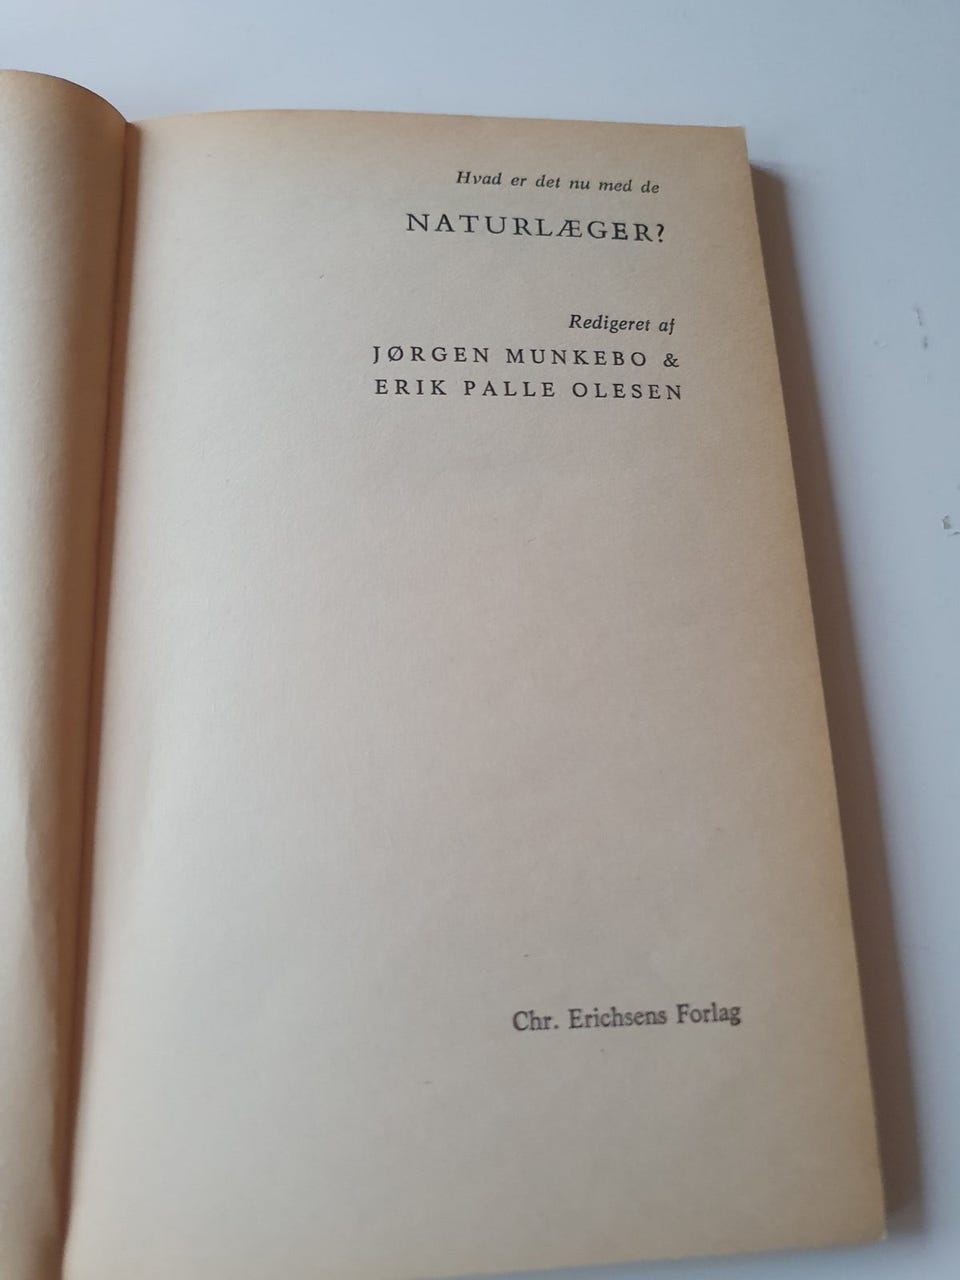 Hvad er det nu med de
NATURLÆGER?
Redigeret af
JØRGEN MUNKEBO &
ERIK PALLE OLESEN
Chr. Erichsens Forlag